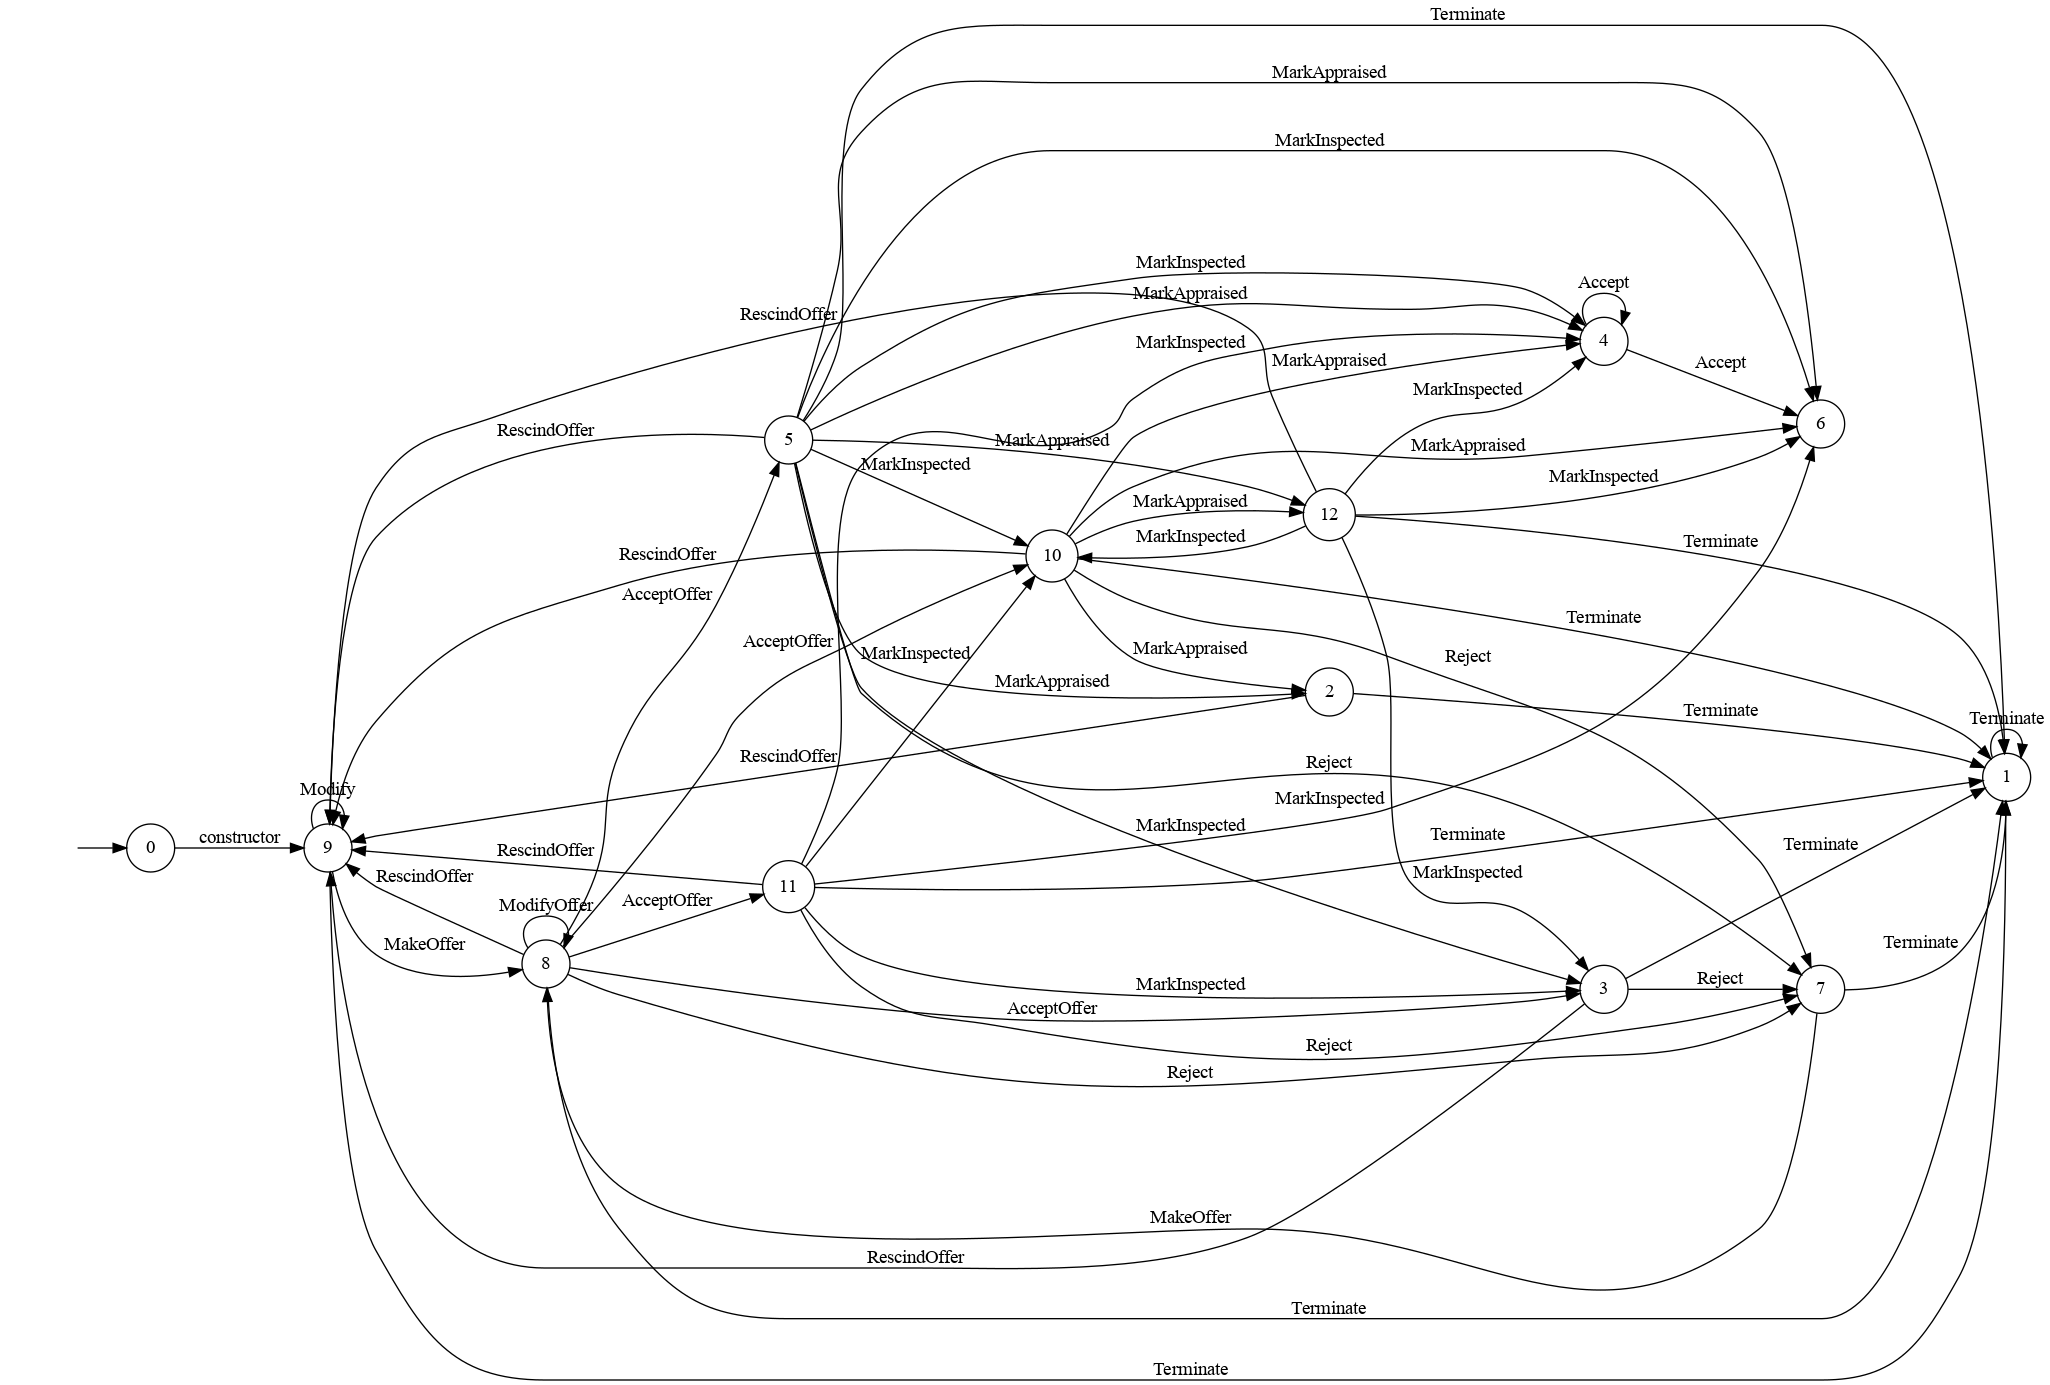 Terminate
MarkAppraised
MarkInspected
MarkInspected
Accept
MarkAppraised
RescindOffer
4
MarkInspected
MarkAppraised
Accept
MarkInspected
6
RescindOffer
5
MarkAppraised
MarkAppraised
MarkInspected
MarkInspected
MarkAppraised
12
MarkInspected
Terminate
RescindOffer
10
AcceptOffer
Terminate
AcceptOffer
MarkInspected
MarkAppraised
Reject
MarkAppraised
2
Terminate
Terminate
RescindOffer
Reject
1
Modify
MarkInspected
MarkInspected
Terminate
0
constructor
9
Terminate
RescindOffer
RescindOffer
11
MarkInspected
AcceptOffer
ModifyOffer
MakeOffer
Terminate
8
MarkInspected
Reject
3
7
AcceptOffer
Reject
Reject
MakeOffer
RescindOffer
Terminate
Terminate